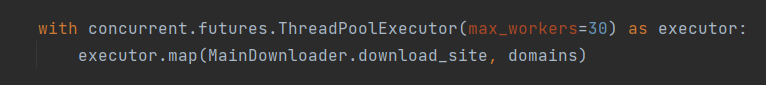 with concurrent.futures.ThreadPoolExecutor(max_workers=30) as executor:
    executor.map(MainDownloader.download_site, domains)